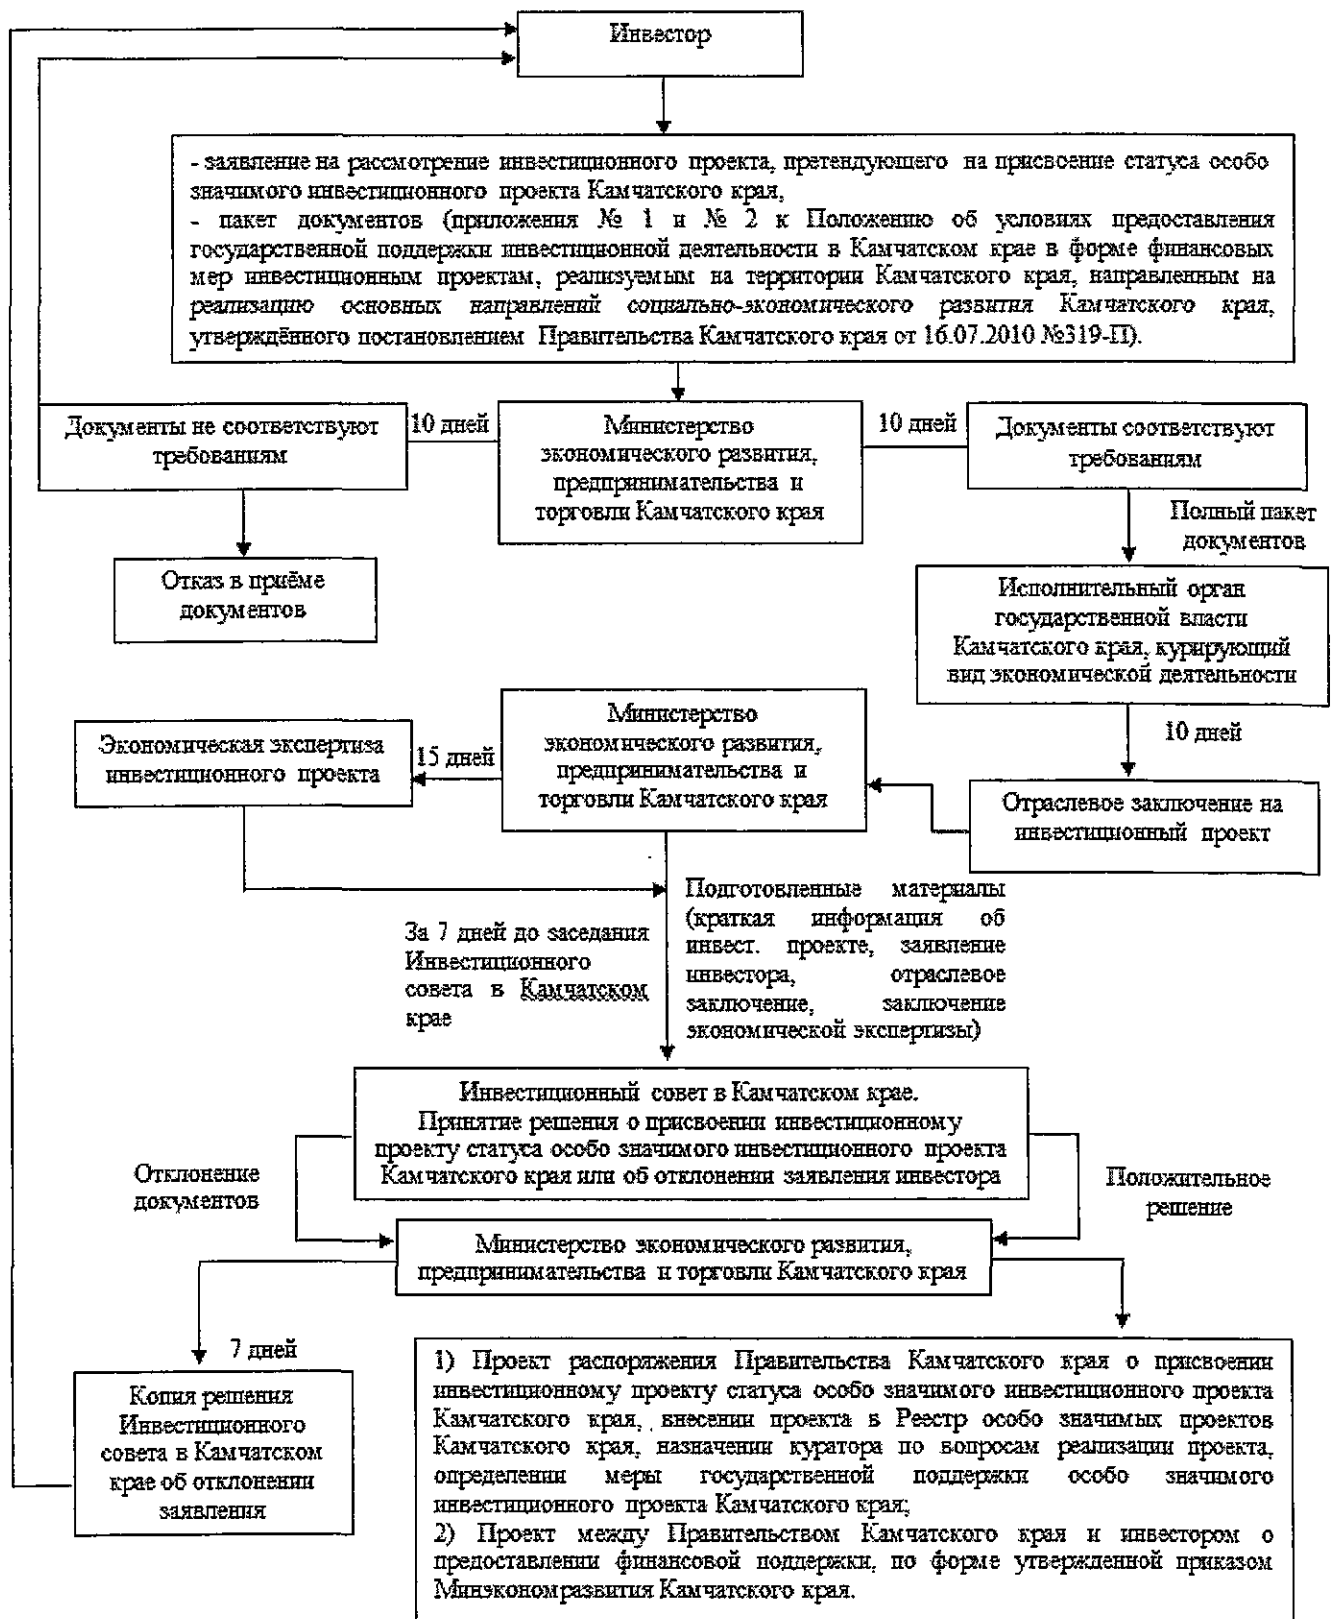 Инвестор
- заявление на рассмотрение инвестиционного проекта, претендующего на присвоение статуса особо
значимого инвестиционного проекта Камчатского края,
- пакет документов (приложения № 1 и № 2 к Положению об условиях предоставления
государственной поддержки инвестиционной деятельности в Камчатском крае в форме финансовых
мер инвестиционным проектам, реализуемым на территории Камчатского края, направленным на
реализацию основных направлений социально-экономического развития Камчатского края,
утверждённого постановлением Правительства Камчатского края от 16.07.2010 №319-П).
Документы не соответствуют
требованиям
10 дней
Министерство
экономического развития,
предпринимательства и
торговли Камчатского края
10 дней
Документы соответствуют
требованиям
Полный пакет
документов
Отказ в приёме
документов
Исполнительный орган
государственной власти
Камчатского края, курирующий
вид экономической деятельности
10 дней
Экономическая экспертиза
инвестиционного проекта
15 дней
Министерство
экономического развития,
предпринимательства и
торговли Камчатского края
Отраслевое заключение на
инвестиционный проект
За 7 дней до заседания
Инвестиционного
совета в Камчатском
крае
Подготовленные материалы
(краткая информация об
инвест. проекте, заявление
инвестора, отраслевое
заключение, заключение
экономической экспертизы)
Инвестиционный совет в Камчатском крае.
Принятие решения о присвоении инвестиционному
проекту статуса особо значимого инвестиционного проекта
Камчатского края или об отклонении заявления инвестора
Отклонение
документов
Положительное
решение
Министерство экономического развития,
предпринимательства и торговли Камчатского края
7 дней
Копия решения
Инвестиционного
совета в Камчатском
крае об отклонении
заявления
1) Проект распоряжения Правительства Камчатского края о присвоении
инвестиционному проекту статуса особо значимого инвестиционного проекта
Камчатского края, внесении проекта в Реестр особо значимых проектов
Камчатского края, назначении куратора по вопросам реализации проекта,
определении меры государственной поддержки особо значимого
инвестиционного проекта Камчатского края;
2) Проект между Правительством Камчатского края и инвестором о
предоставлении финансовой поддержки, по форме утвержденной приказом
Минэкономразвития Камчатского края.